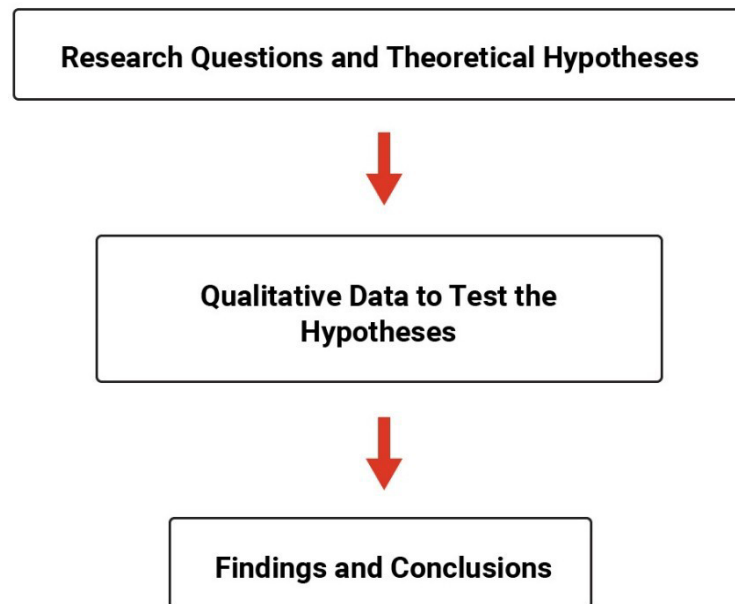 Research Questions and Theoretical Hypotheses
Qualitative Data to Test the
Hypotheses
Findings and Conclusions